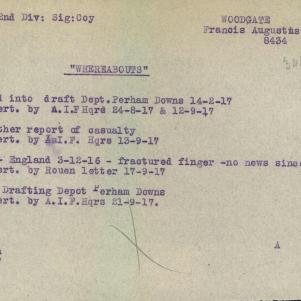 2nd Div: Sig:Coy
WOODGATE
Francis Augustus
8434
"WHEREABOUTS"
into draft Dept. Perham Downs 14-2-17
ert. by A.I.F Hqrs 24-8-17 & 12-9-17
ther report of casualty
ert. by A.I.F. Hqrs 13-9-17
- England 3-12-16 - fractured finger -no news since
ert. by Rouen letter 17-9-17
Drafting Depot Perham Downs
ert. by A.I.F.Hqrs 21-9-17.
A